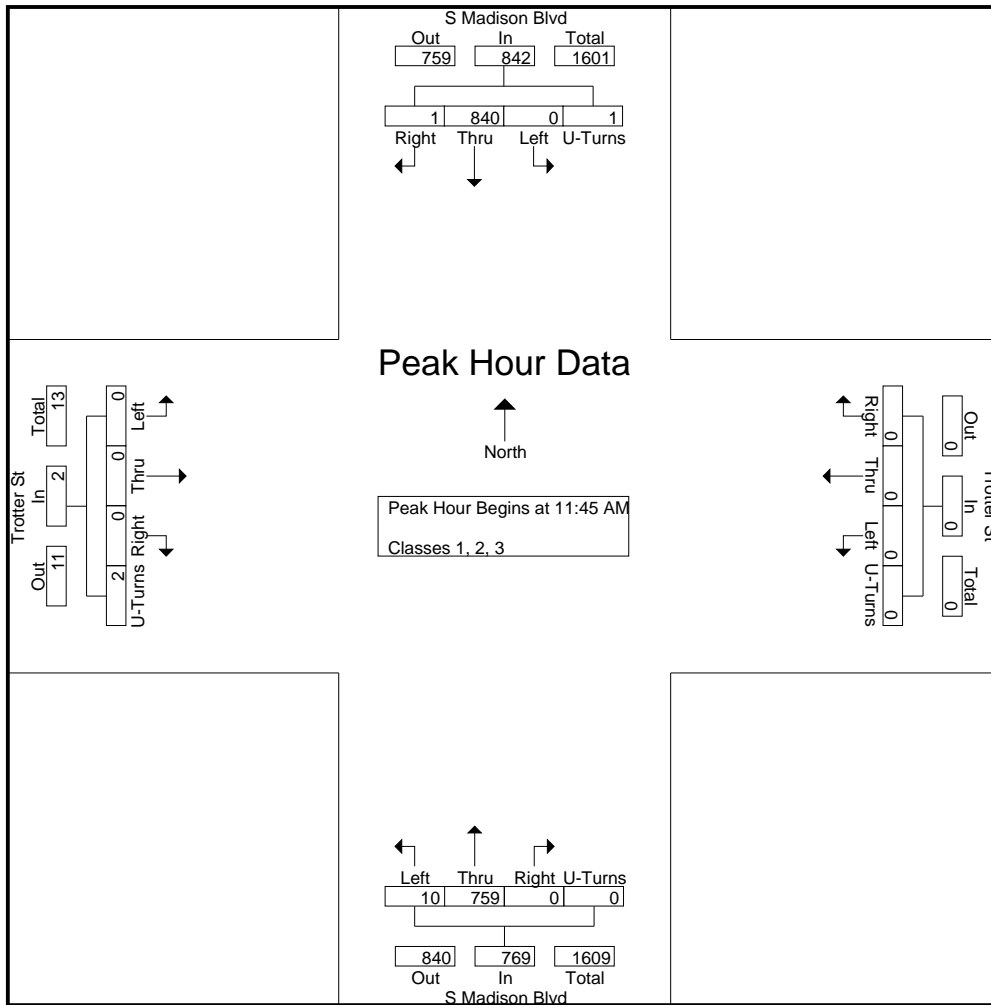 S Madison Blvd
Out In Total
759 842 1601
1 840 0 1
Right Thru Left U-Turns
Peak Hour Data
North
Peak Hour Begins at 11:45 AM
Classes 1, 2, 3
Trotter St
Total In Out
13 2 11
0 0 0 2
Left Thru Right U-Turns
Right Thru Left U-Turns
0 0 0 0
Out In Total
0 0 0
Trotter St
Left Thru Right U-Turns
10 759 0 0
840 769 1609
Out In Total
S Madison Blvd